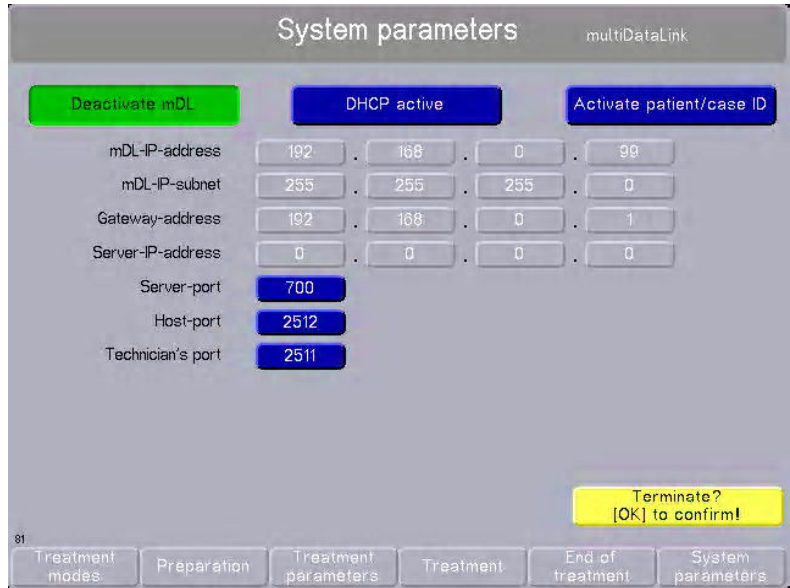 System parameters multiDataLink
Deactivate mDL DHCP active Activate patient/case ID
mDL-IP-address 192 . 168 . 0 . 99
mDL-IP-subnet 255 . 255 . 255 . 0
Gateway-address 192 . 168 . 0 . 1
Server-IP-address 0 . 0 . 0 . 0
Server-port 700
Host-port 2512
Technician's port 2511
Terminate?
[OK] to confirm!
81
Treatment modes Preparation Treatment parameters Treatment End of treatment System parameters